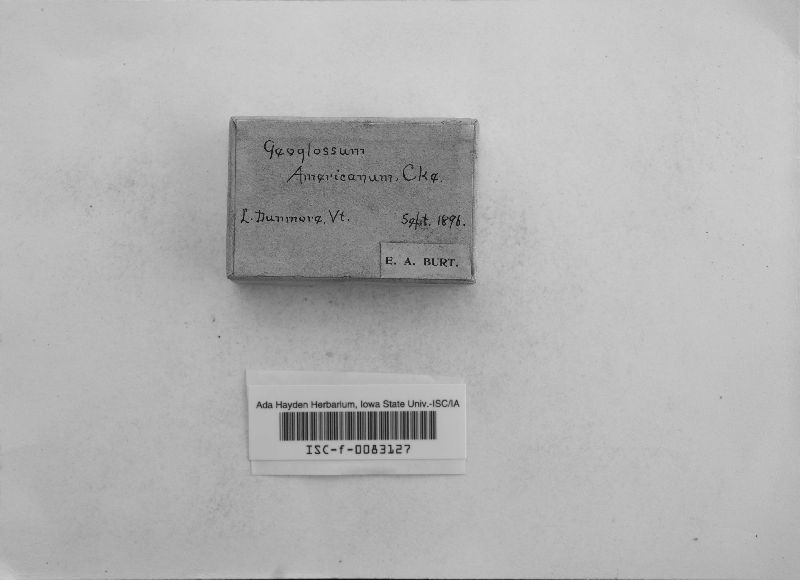 Geoglossum
Americanum, Cke.
L. Dunmore, Vt. Sept. 1896.
E. A. BURT.
Ada Hayden Herbarium, Iowa State Univ.-ISC/IA
ISC-f-0083127